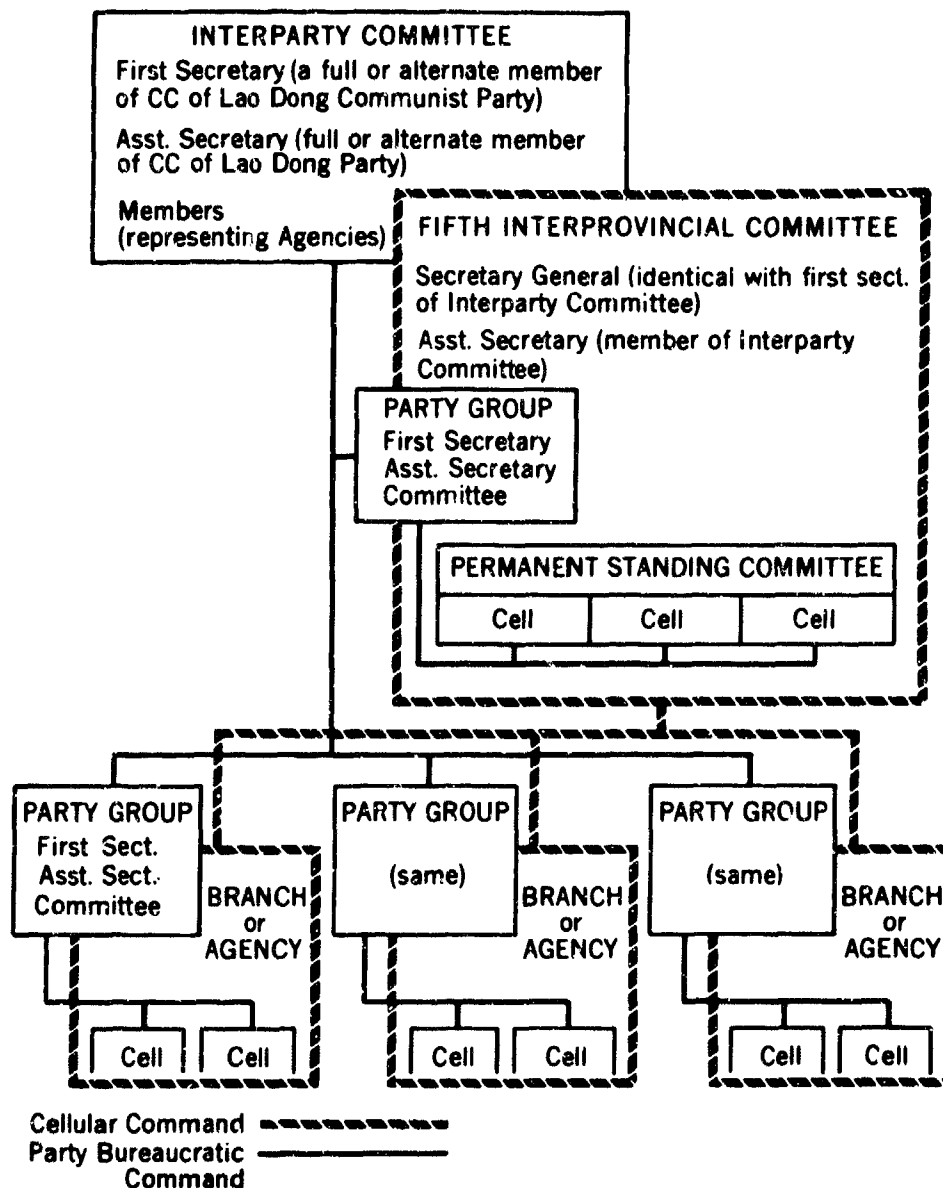 INTERPARTY COMMITTEE
First Secretary (a full or alternate member
of CC of Lao Dong Communist Party)
Asst. Secretary (full or alternate member
of CC of Lao Dong Party)
Members
(representing Agencies)
FIFTH INTERPROVINCIAL COMMITTEE
Secretary General (identical with first sect.
of Interparty Committee)
Asst. Secretary (member of Interparty
Committee)
PARTY GROUP
First Secretary
Asst. Secretary
Committee
PERMANENT STANDING COMMITTEE
Cell
Cell
Cell
PARTY GROUP
First Sect.
Asst. Sect.
Committee
BRANCH
or
AGENCY
Cell
Cell
PARTY GROUP
(same)
BRANCH
or
AGENCY
Cell
Cell
PARTY GROUP
(same)
BRANCH
or
AGENCY
Cell
Cell
Cellular Command
Party Bureaucratic
Command